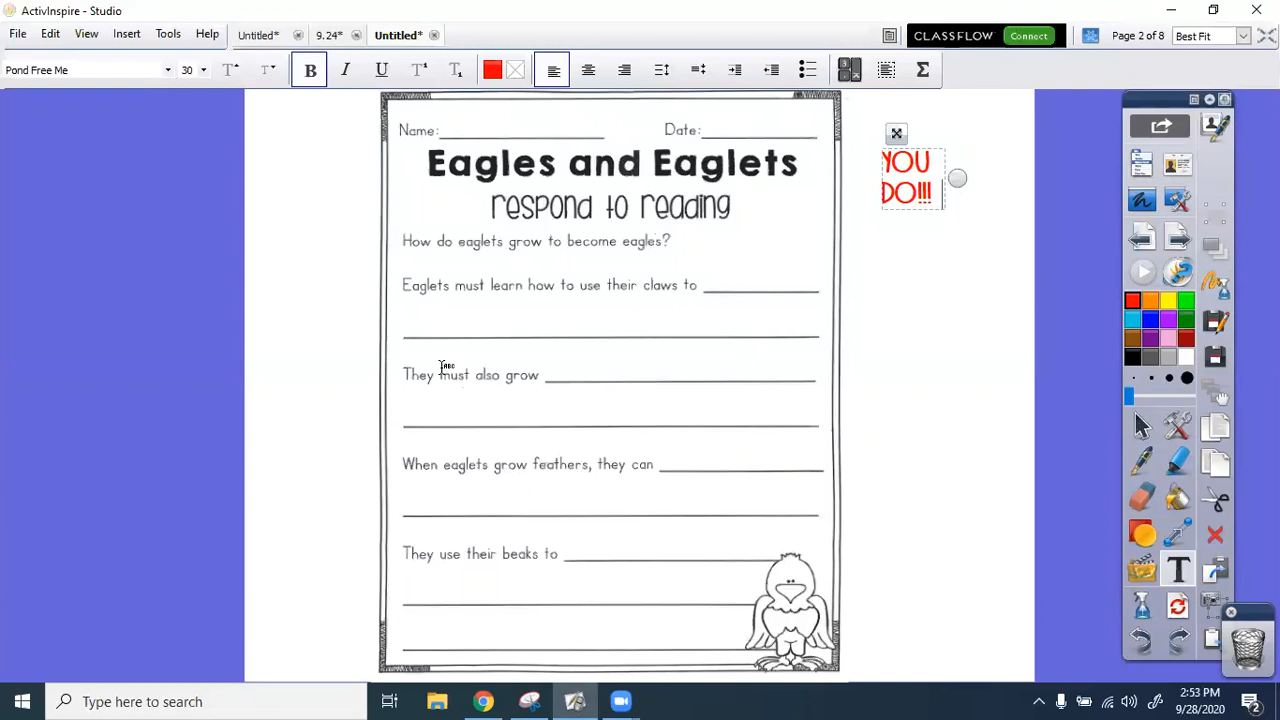 ActivInspire - Studio
File Edit View Insert Tools Help Untitled* 9.24* Untitled* CLASSFLOW Connect Page 2 of 8 Best Fit
Pond Free Me 30 B I U T T Σ
Name: Date:
Eagles and Eaglets
respond to reading
YOU
DO!!!
How do eaglets grow to become eagles?
Eaglets must learn how to use their claws to
They must also grow
ABC
When eaglets grow feathers, they can
They use their beaks to
T
Type here to search
2:53 PM
9/28/2020
2